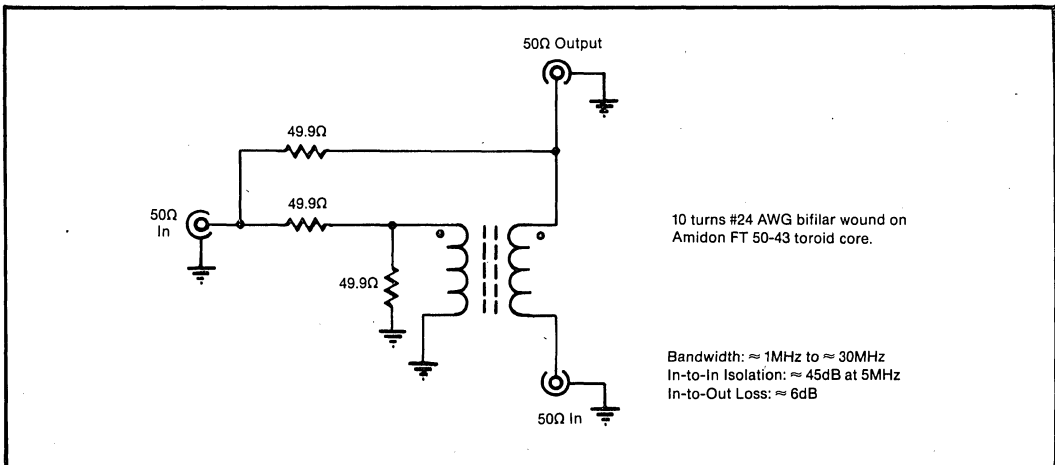 50Ω Output
49.9Ω
49.9Ω
50Ω
In
49.9Ω
10 turns #24 AWG bifilar wound on
Amidon FT 50-43 toroid core.
Bandwidth: ≈ 1MHz to ≈ 30MHz
In-to-In Isolation: ≈ 45dB at 5MHz
In-to-Out Loss: ≈ 6dB
50Ω In